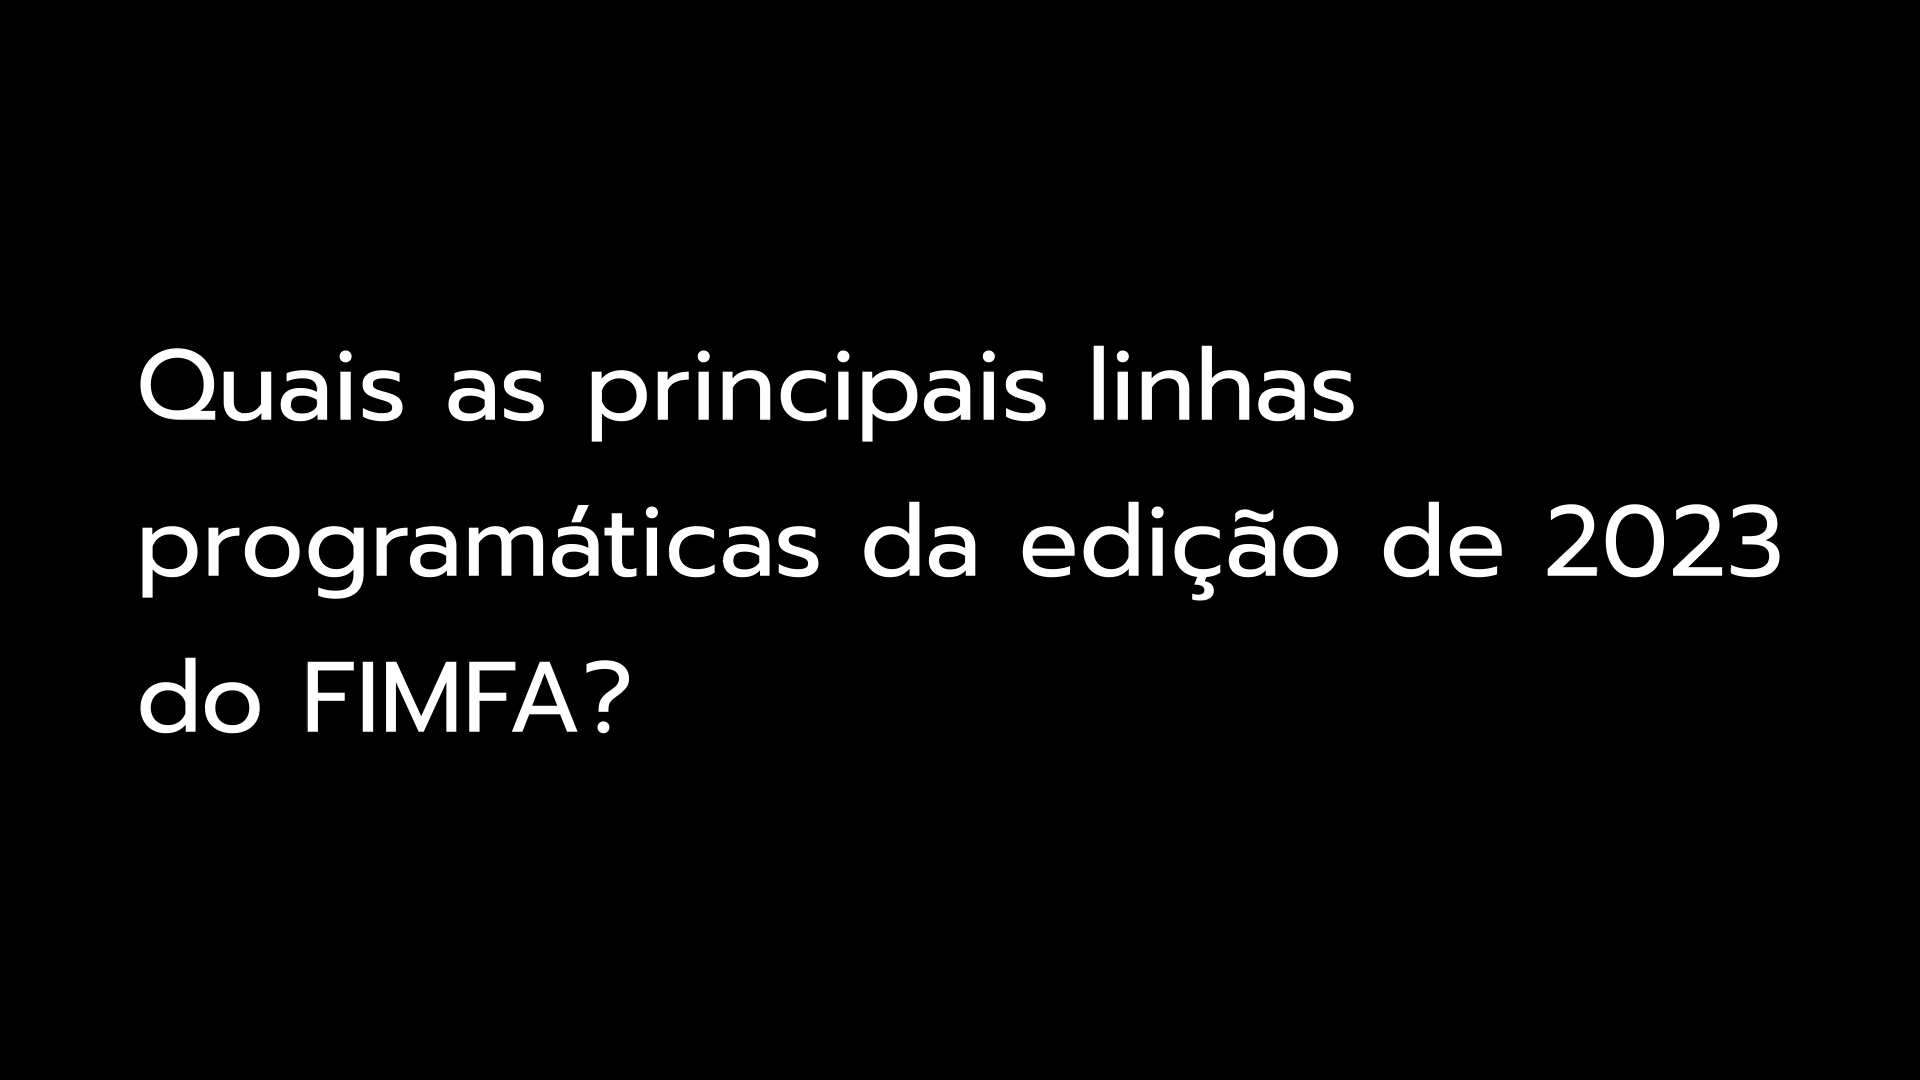 Quais as principais linhas
programáticas da edição de 2023
do FIMFA?